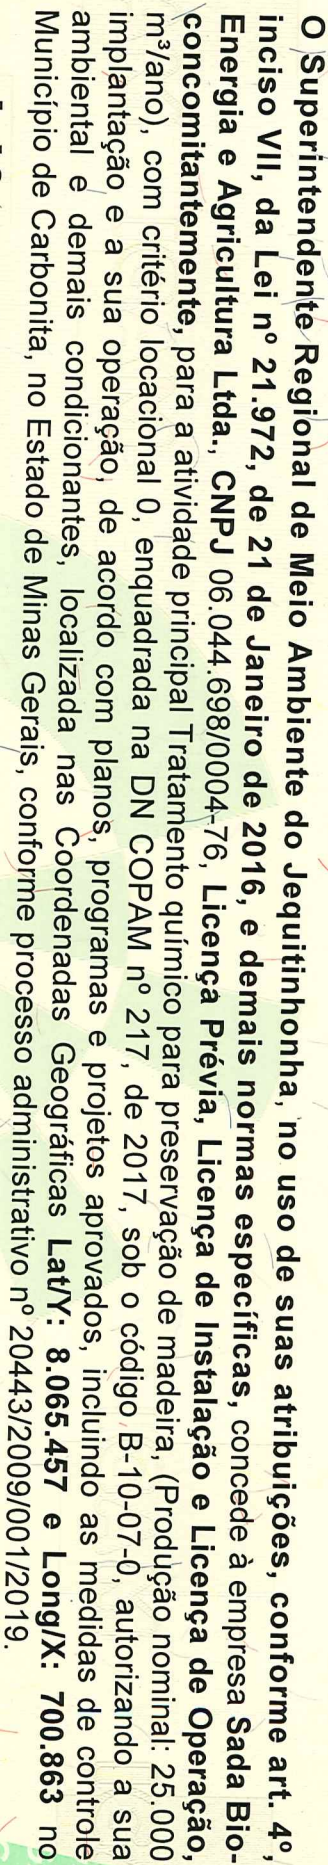 O Superintendente Regional de Meio Ambiente do Jequitinhonha, no uso de suas atribuições, conforme art. 4º,
inciso VII, da Lei nº 21.972, de 21 de Janeiro de 2016, e demais normas específicas, concede à empresa Sada Bio-
Energia e Agricultura Ltda., CNPJ 06.044.698/0004-76, Licença Prévia, Licença de Instalação e Licença de Operação,
concomitantemente, para a atividade principal Tratamento químico para preservação de madeira, (Produção nominal: 25.000
m³/ano), com critério locacional 0, enquadrada na DN COPAM nº 217, de 2017, sob o código B-10-07-0, autorizando a sua
implantação e a sua operação, de acordo com planos, programas e projetos aprovados, incluindo as medidas de controle
ambiental e demais condicionantes, localizada nas Coordenadas Geográficas Lat/Y: 8.065.457 e Long/X: 700.863 no
Município de Carbonita, no Estado de Minas Gerais, conforme processo administrativo nº 20443/2009/001/2019.